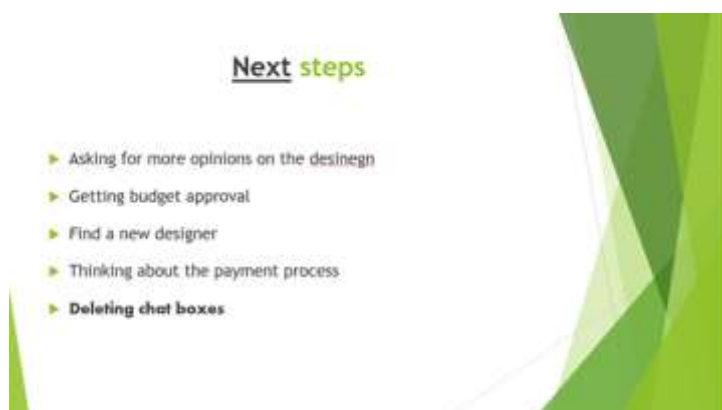 Next steps
Asking for more opinions on the desinegn
Getting budget approval
Find a new designer
Thinking about the payment process
Deleting chat boxes